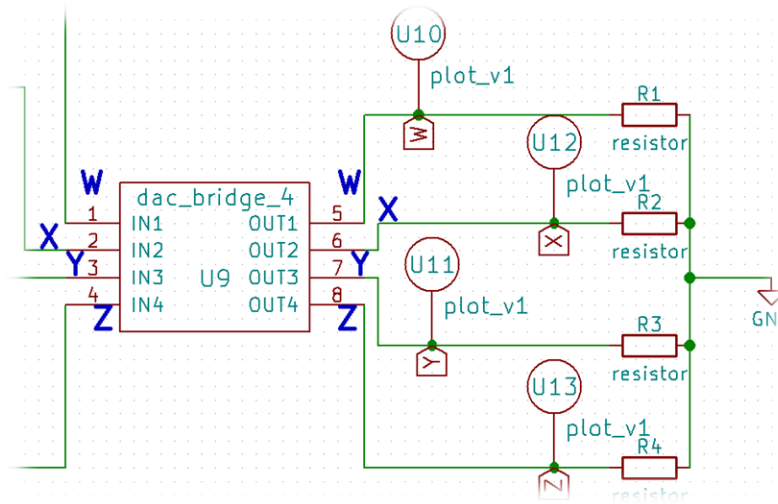 U10
plot_v1
W
R1
resistor
U12
plot_v1
X
R2
resistor
W
dac_bridge_4
W
1 IN1 OUT1 5
X
X
2 IN2 OUT2 6
Y
Y
3 IN3 U9 OUT3 7
4 IN4 OUT4 8
Z
Z
U11
plot_v1
Y
GN
R3
resistor
U13
plot_v1
Z
R4
resistor